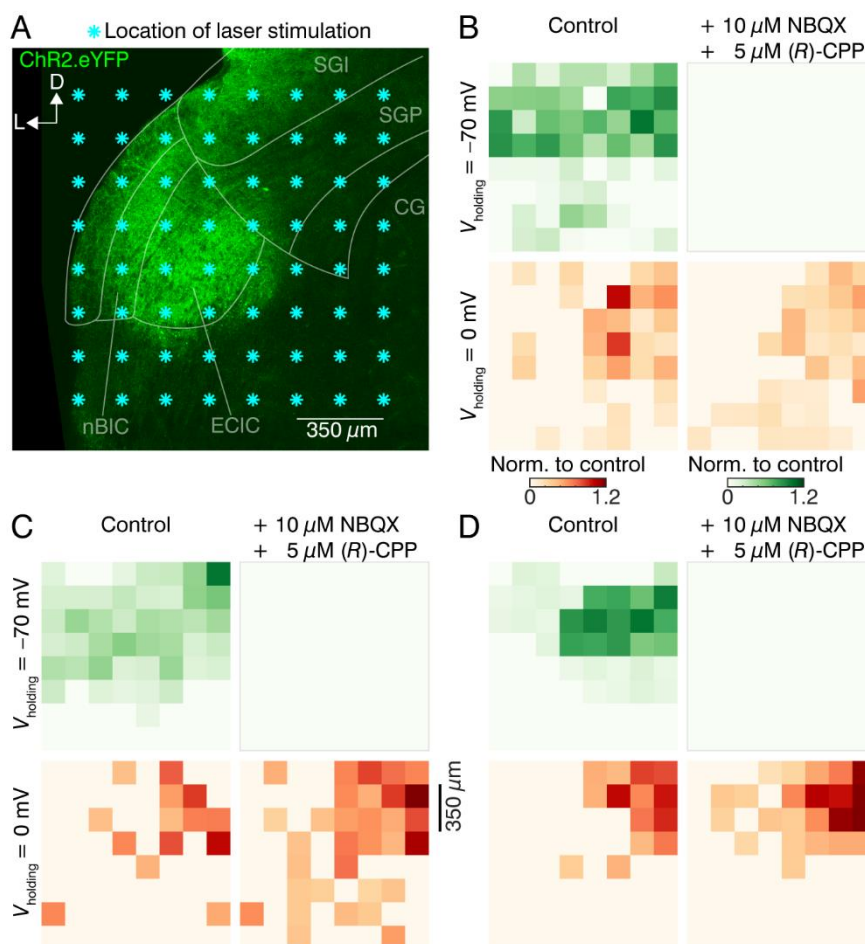 A
✱ Location of laser stimulation
ChR2.eYFP
D
L
SGI
SGP
CG
nBIC
ECIC
350 µm
B
Control
+ 10 µM NBQX
+ 5 µM (R)-CPP
Vholding = −70 mV
Vholding = 0 mV
Norm. to control
0
1.2
Norm. to control
0
1.2
C
Control
+ 10 µM NBQX
+ 5 µM (R)-CPP
Vholding = −70 mV
Vholding = 0 mV
350 µm
D
Control
+ 10 µM NBQX
+ 5 µM (R)-CPP